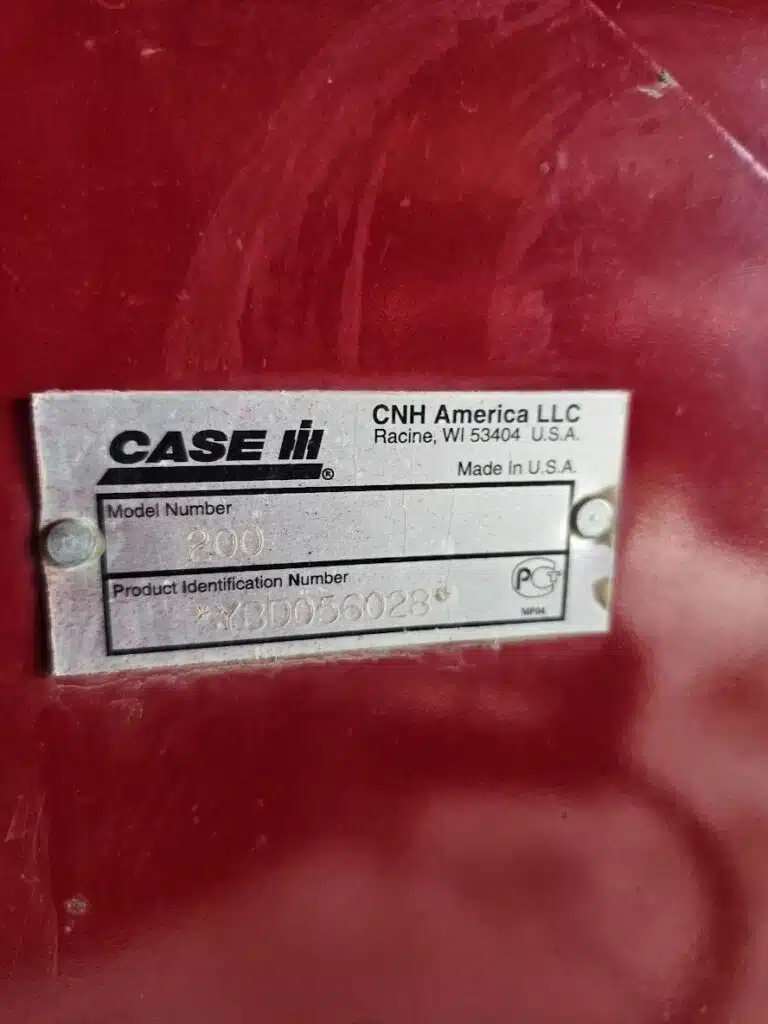 CASE IH®
CNH America LLC
Racine, WI 53404 U.S.A.
Made In U.S.A.
Model Number
200
Product Identification Number
*YBD056028*
PCT
MP04